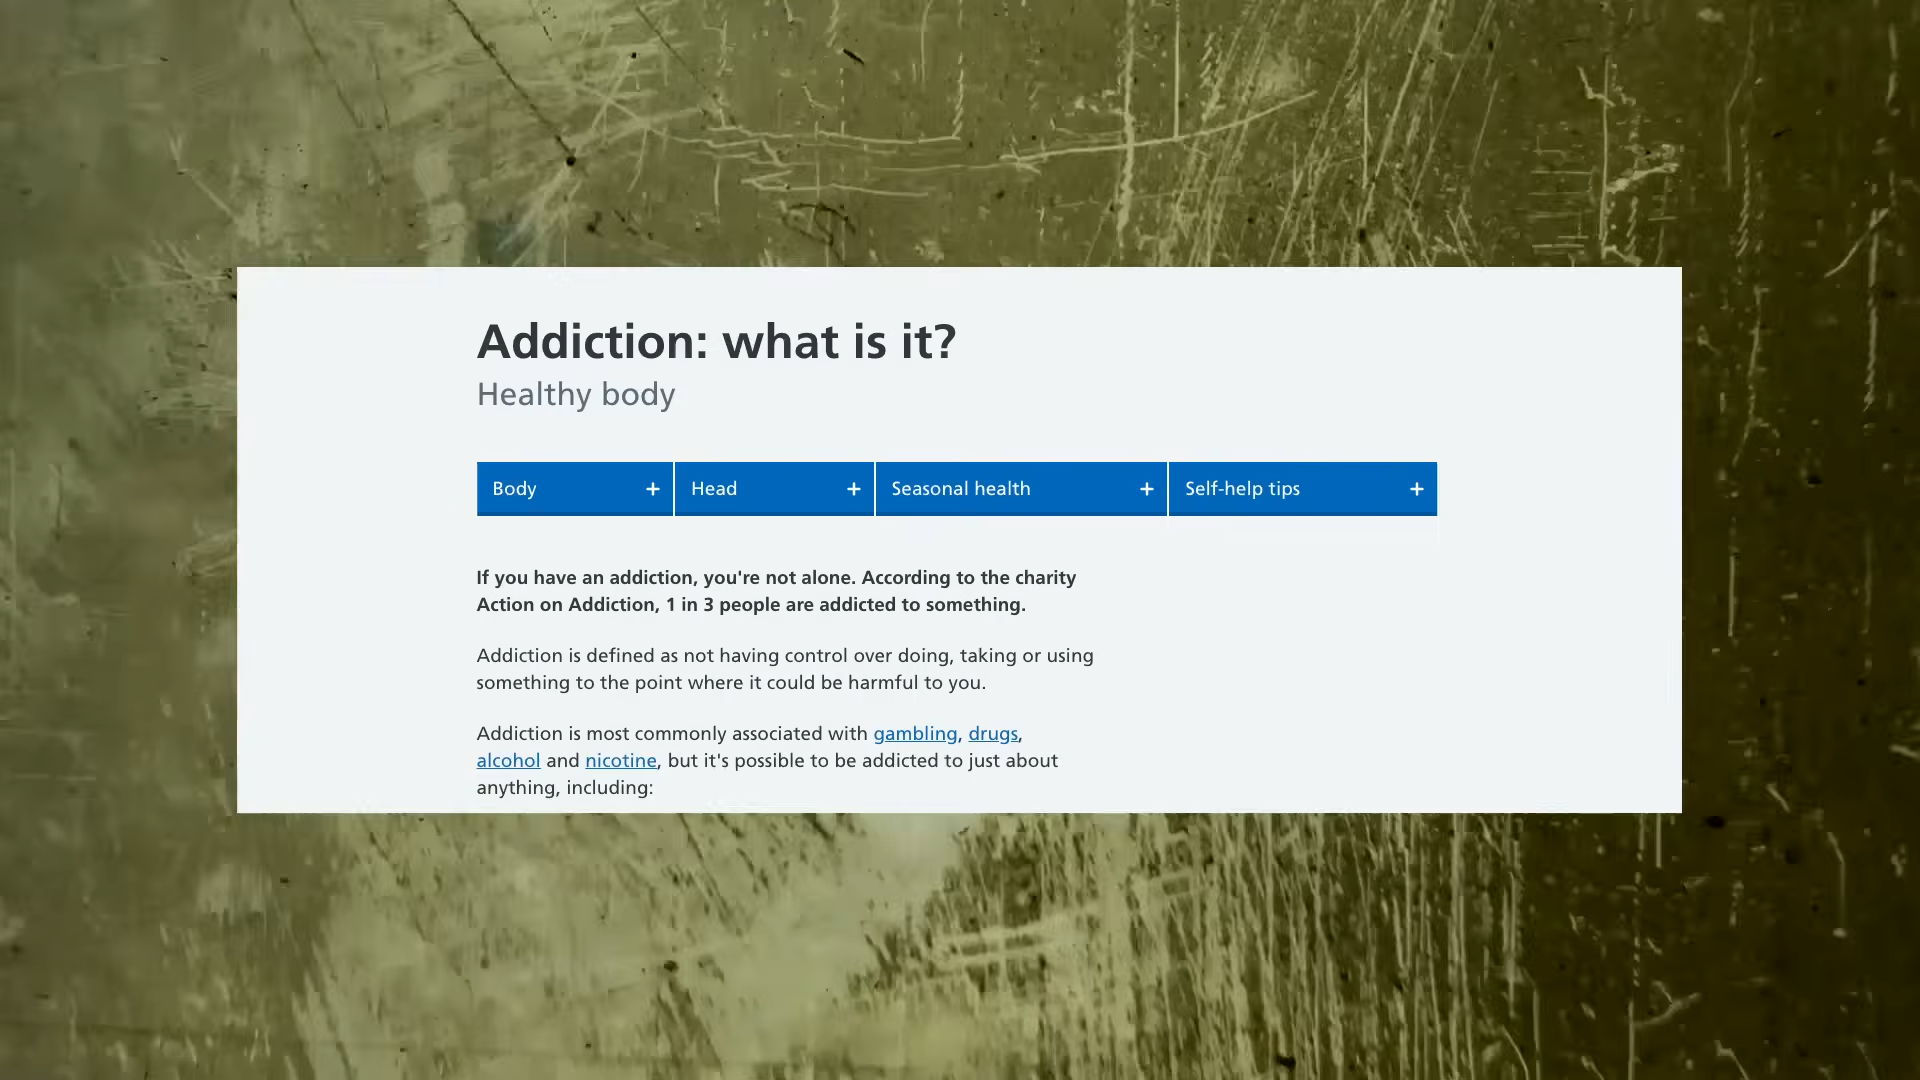 Addiction: what is it?
Healthy body
Body + Head + Seasonal health + Self-help tips +
If you have an addiction, you're not alone. According to the charity
Action on Addiction, 1 in 3 people are addicted to something.
Addiction is defined as not having control over doing, taking or using
something to the point where it could be harmful to you.
Addiction is most commonly associated with gambling, drugs,
alcohol and nicotine, but it's possible to be addicted to just about
anything, including: